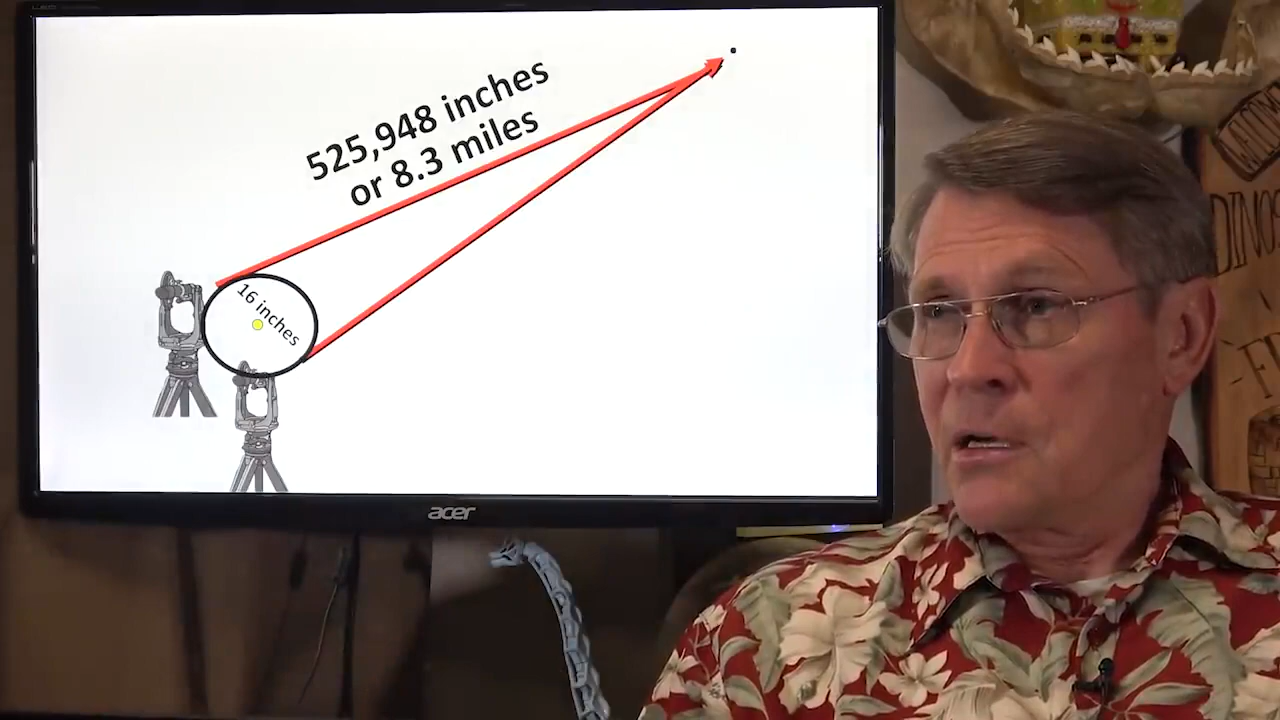 525,948 inches
or 8.3 miles
16 inches
acer